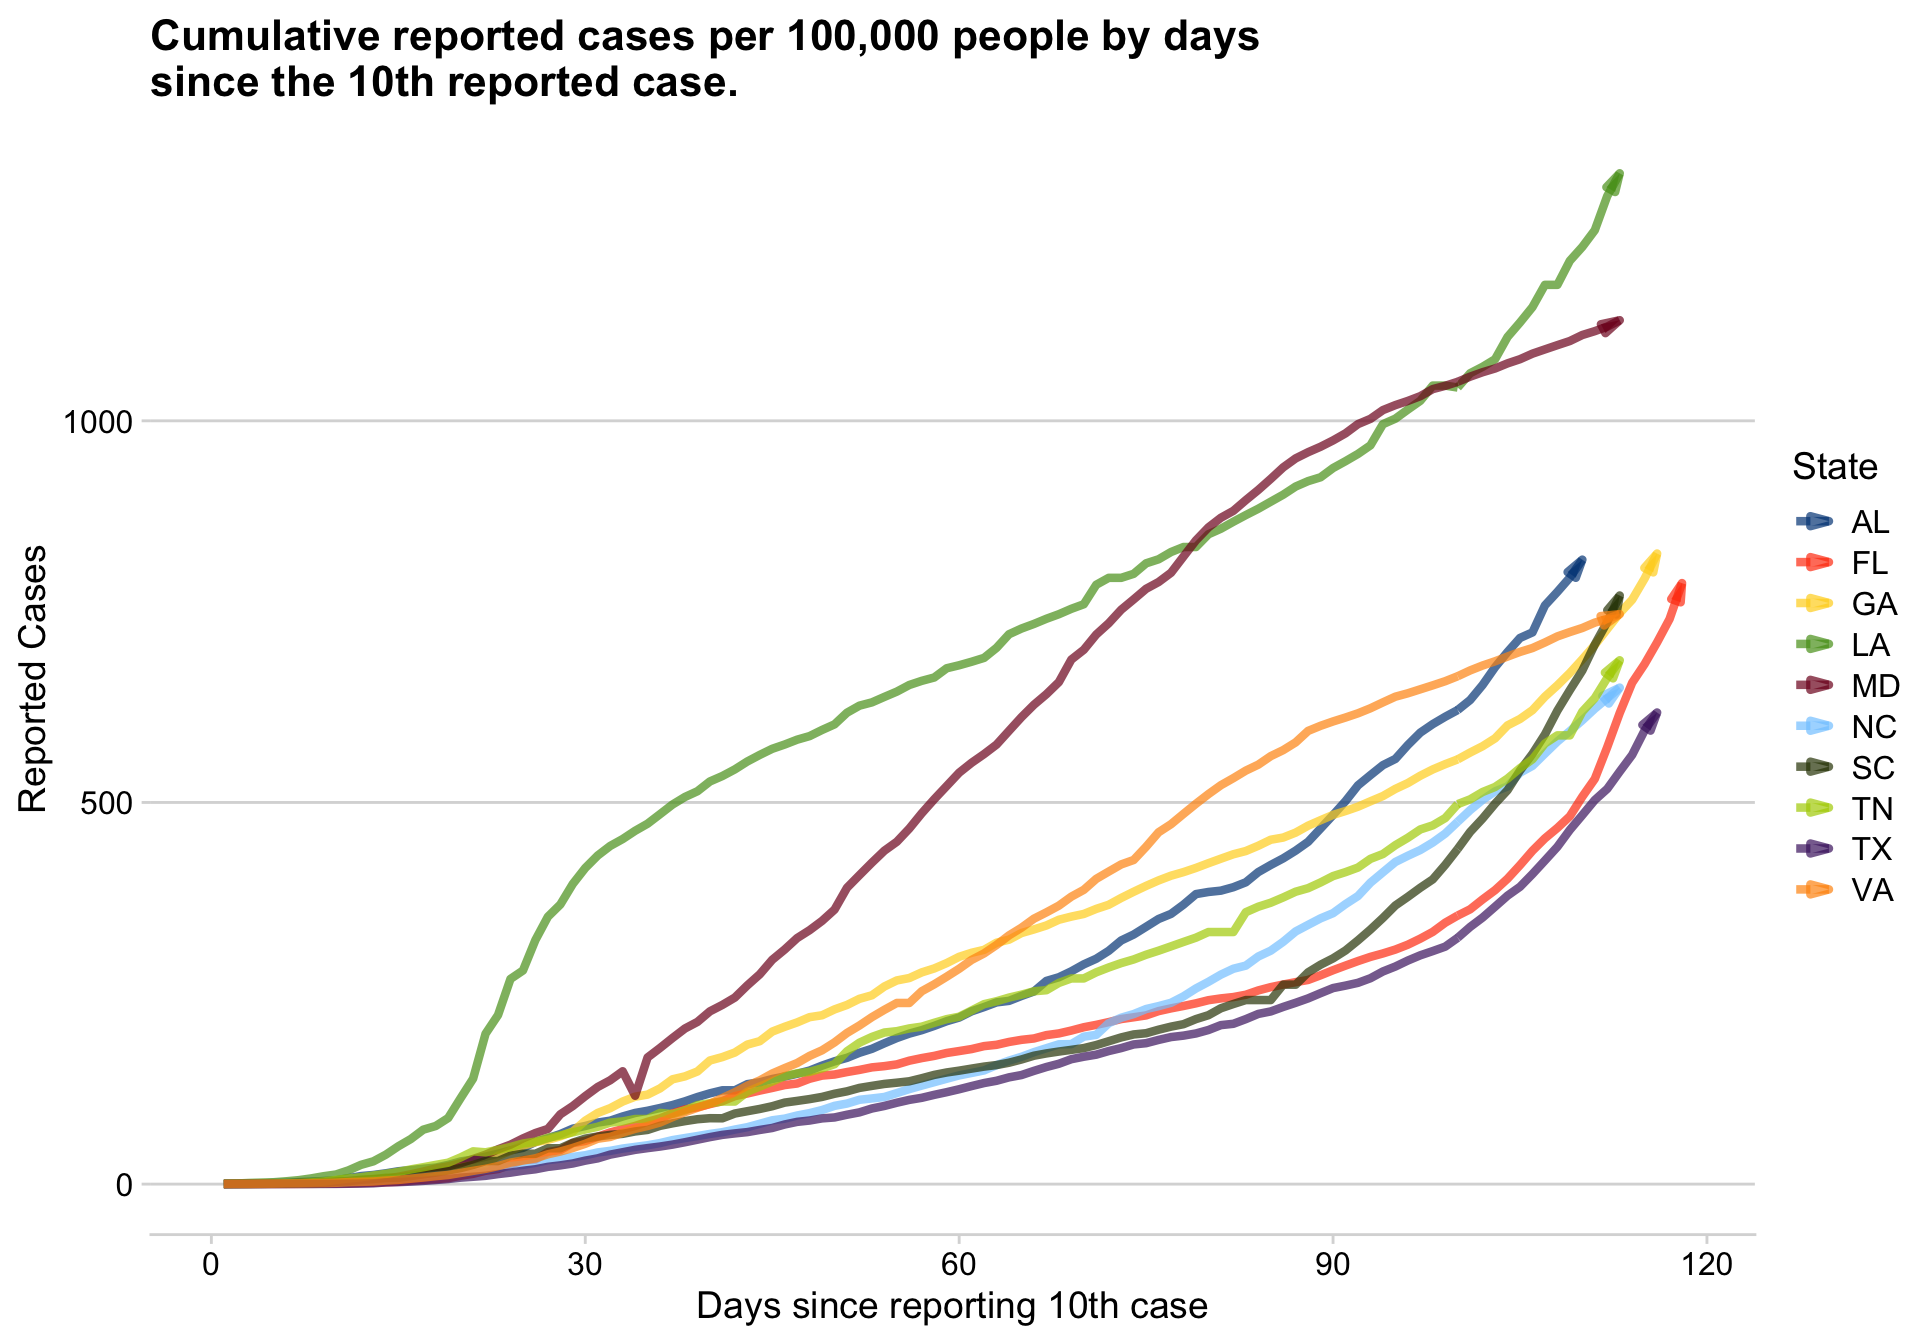 Cumulative reported cases per 100,000 people by days
since the 10th reported case.
1000
500
0
Reported Cases
0 30 60 90 120
Days since reporting 10th case
State
AL
FL
GA
LA
MD
NC
SC
TN
TX
VA